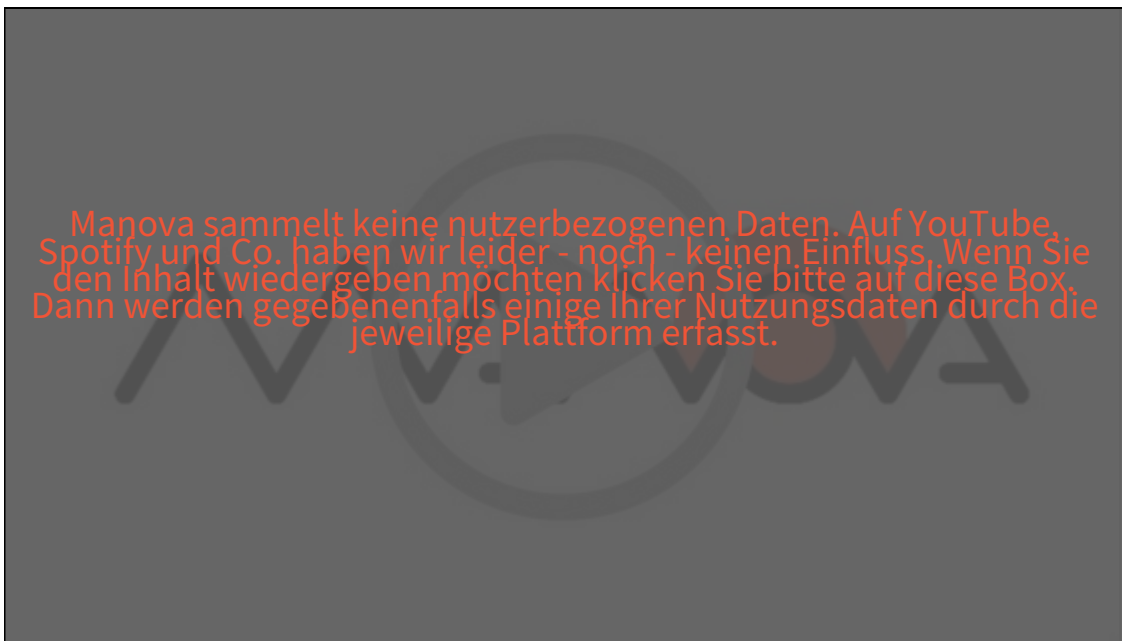 Manova sammelt keine nutzerbezogenen Daten. Auf YouTube,
Spotify und Co. haben wir leider - noch - keinen Einfluss. Wenn Sie
den Inhalt wiedergeben möchten klicken Sie bitte auf diese Box.
Dann werden gegebenenfalls einige Ihrer Nutzungsdaten durch die
jeweilige Plattform erfasst.
MANOVA